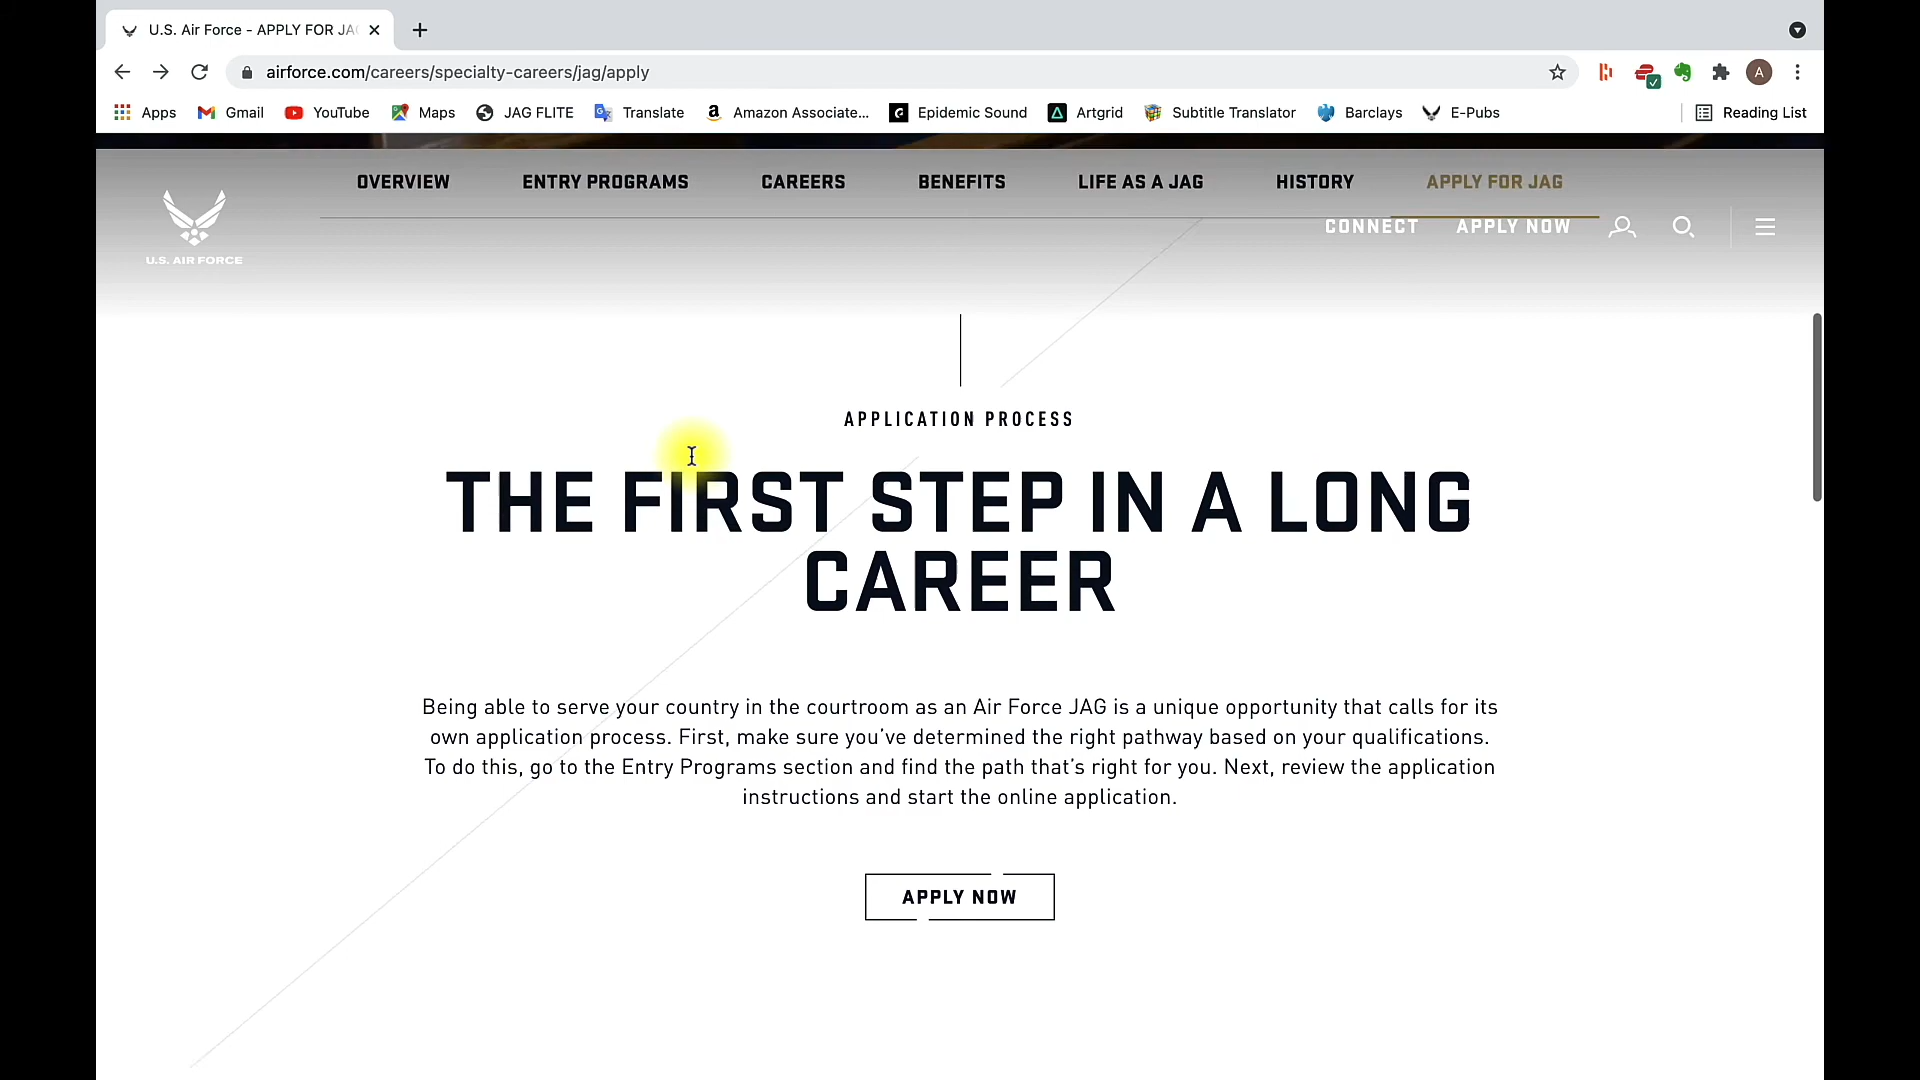 U.S. Air Force - APPLY FOR JA
airforce.com/careers/specialty-careers/jag/apply
A
Apps Gmail YouTube Maps JAG FLITE Translate Amazon Associate... Epidemic Sound Artgrid Subtitle Translator Barclays E-Pubs Reading List
OVERVIEW ENTRY PROGRAMS CAREERS BENEFITS LIFE AS A JAG HISTORY APPLY FOR JAG
CONNECT APPLY NOW
U.S. AIR FORCE
APPLICATION PROCESS
THE FIRST STEP IN A LONG
CAREER
Being able to serve your country in the courtroom as an Air Force JAG is a unique opportunity that calls for its
own application process. First, make sure you've determined the right pathway based on your qualifications.
To do this, go to the Entry Programs section and find the path that's right for you. Next, review the application
instructions and start the online application.
APPLY NOW